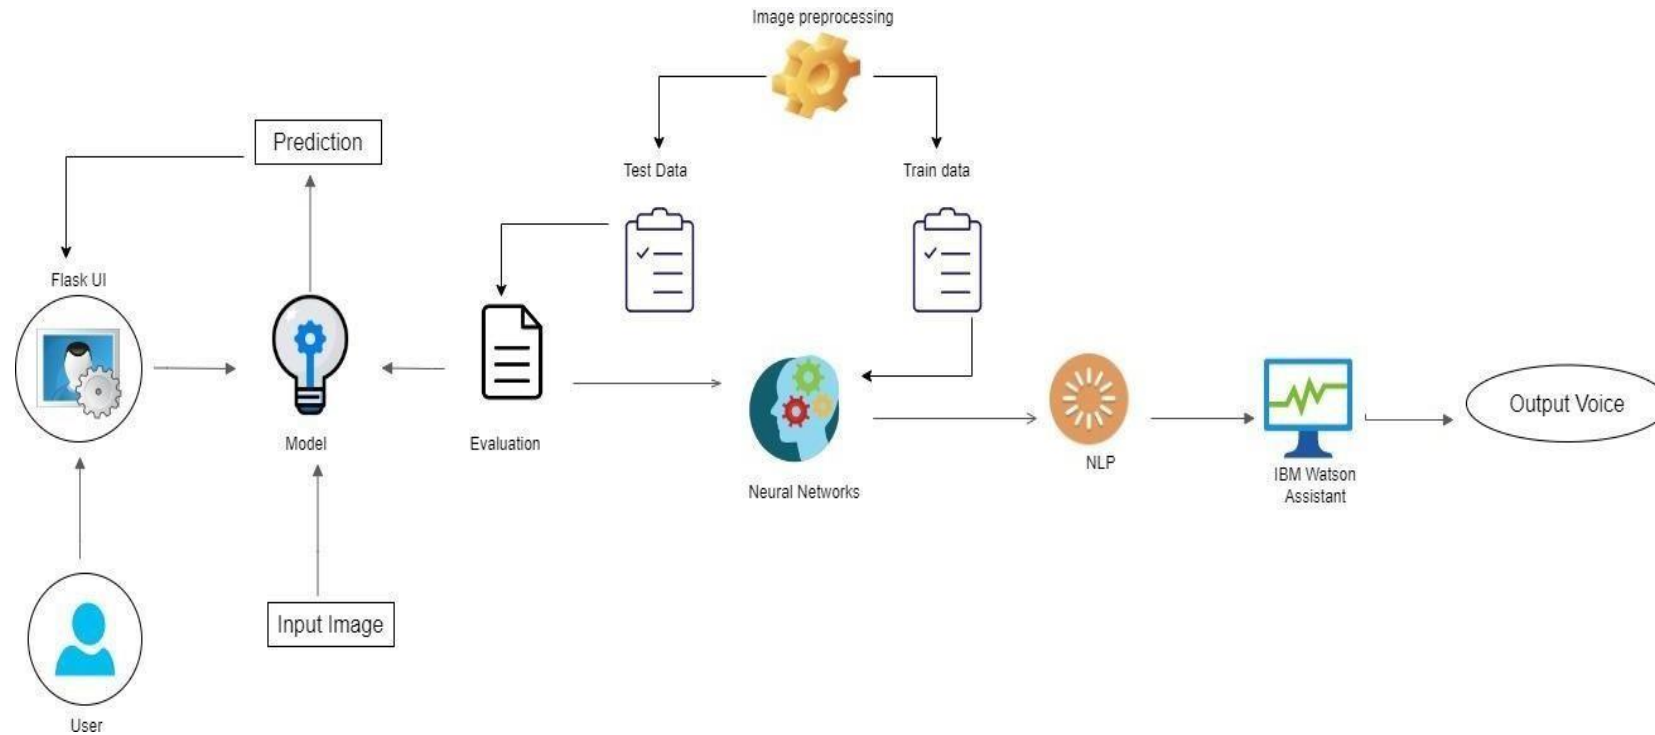 Image preprocessing
Prediction
Test Data
Train data
Flask UI
Output Voice
Model
Evaluation
NLP
IBM Watson
Assistant
Neural Networks
Input Image
User